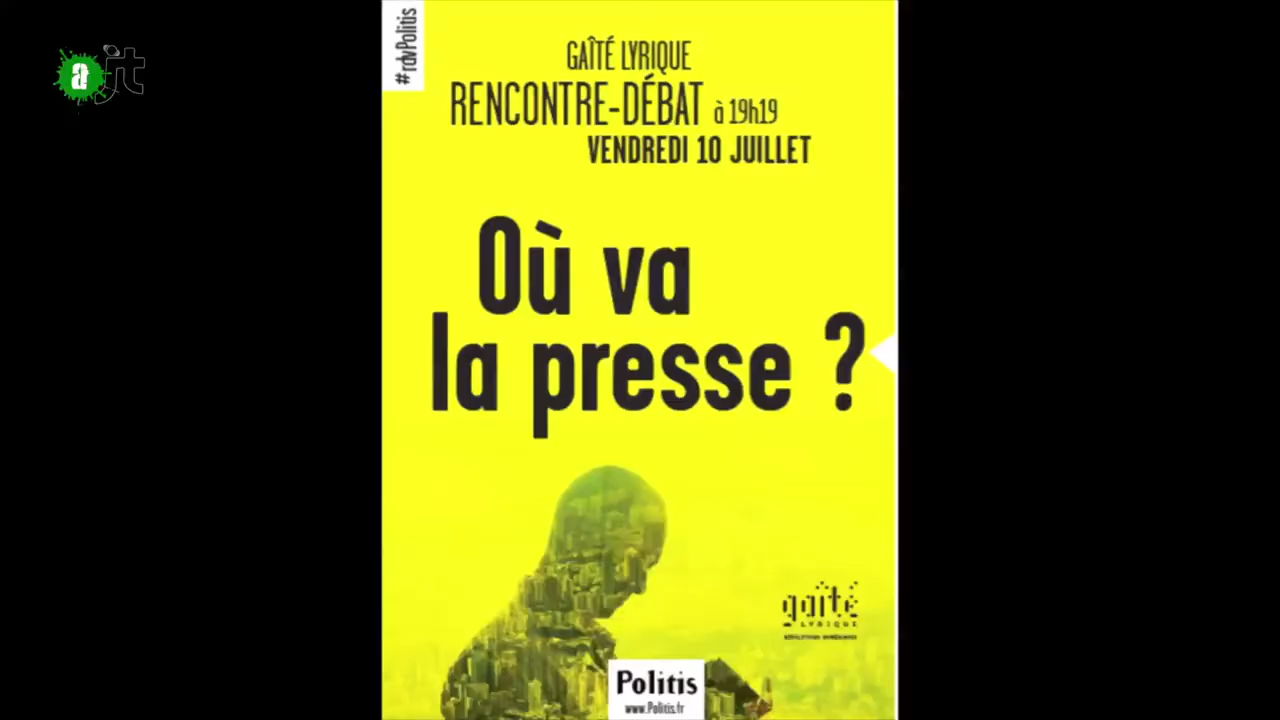 a jt
#rdvPolitis
GAÎTÉ LYRIQUE
RENCONTRE-DÉBAT à 19h19
VENDREDI 10 JUILLET
Où va
la presse ?
gaîté
LYRIQUE
Politis
www.Politis.fr